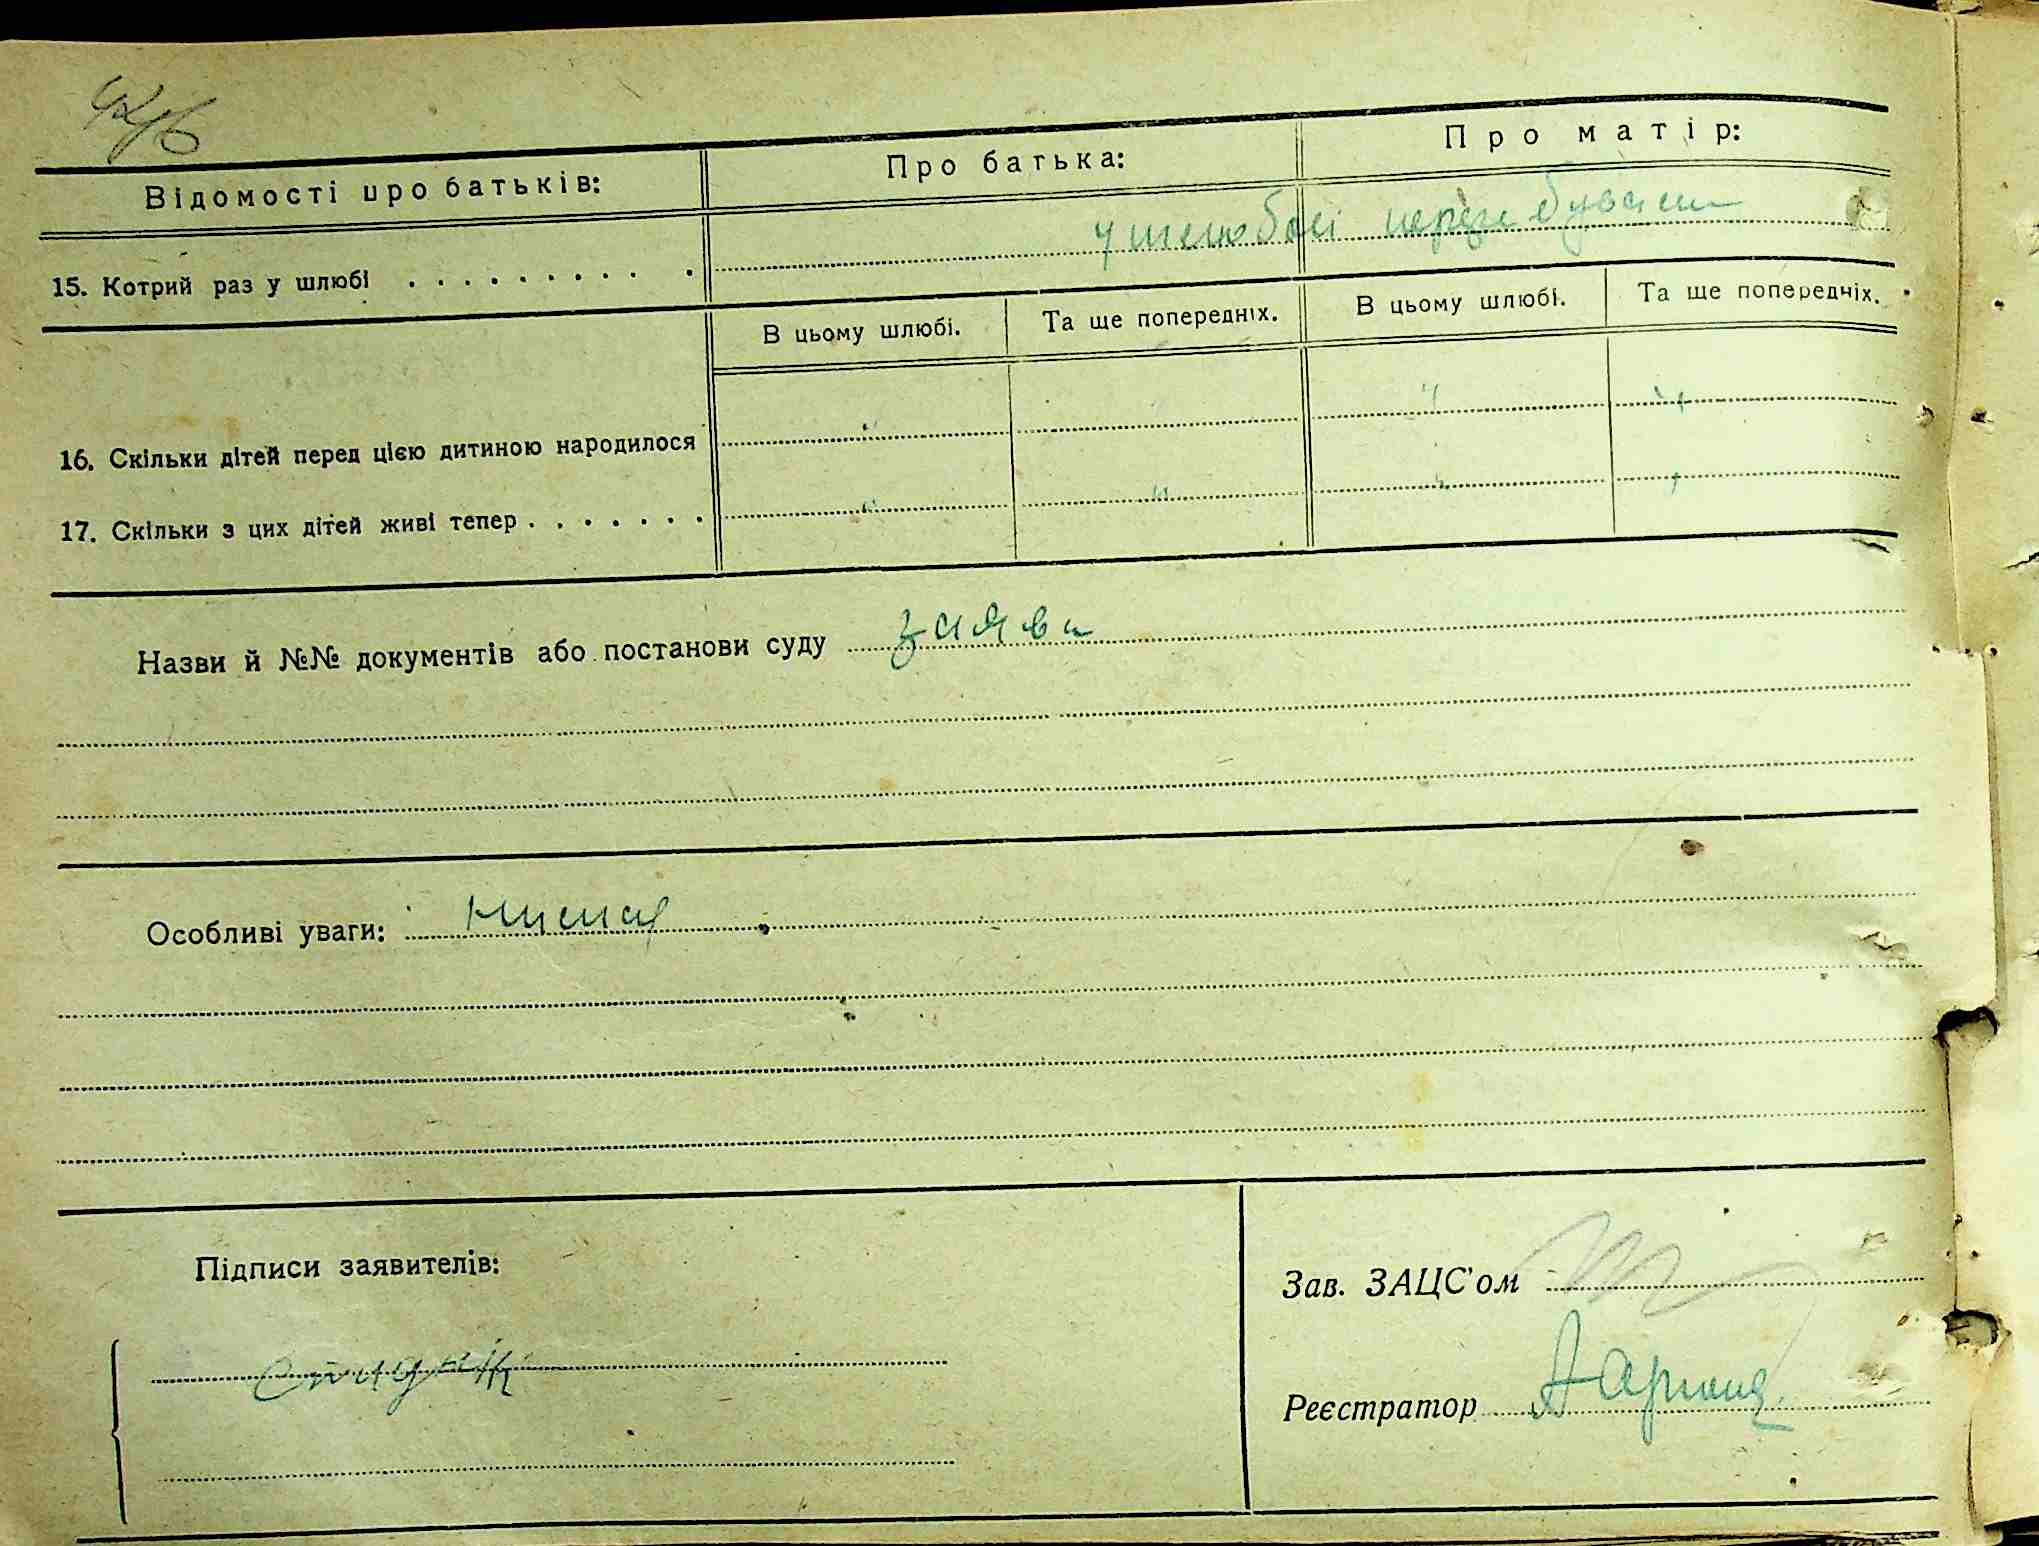 Відомості про батьків:
Про батька:
Про матір:
15. Котрий раз у шлюбі . . . . . . . . . .
у шлюбі
В цьому шлюбі.
Та ще попередніх.
В цьому шлюбі.
Та ще попередніх.
16. Скільки дітей перед цією дитиною народилося
17. Скільки з цих дітей живі тепер . . . . . . .
Назви й №№ документів або постанови суду заява
Особливі уваги:
Підписи заявителів:
Зав. ЗАЦС'ом
Реєстратор